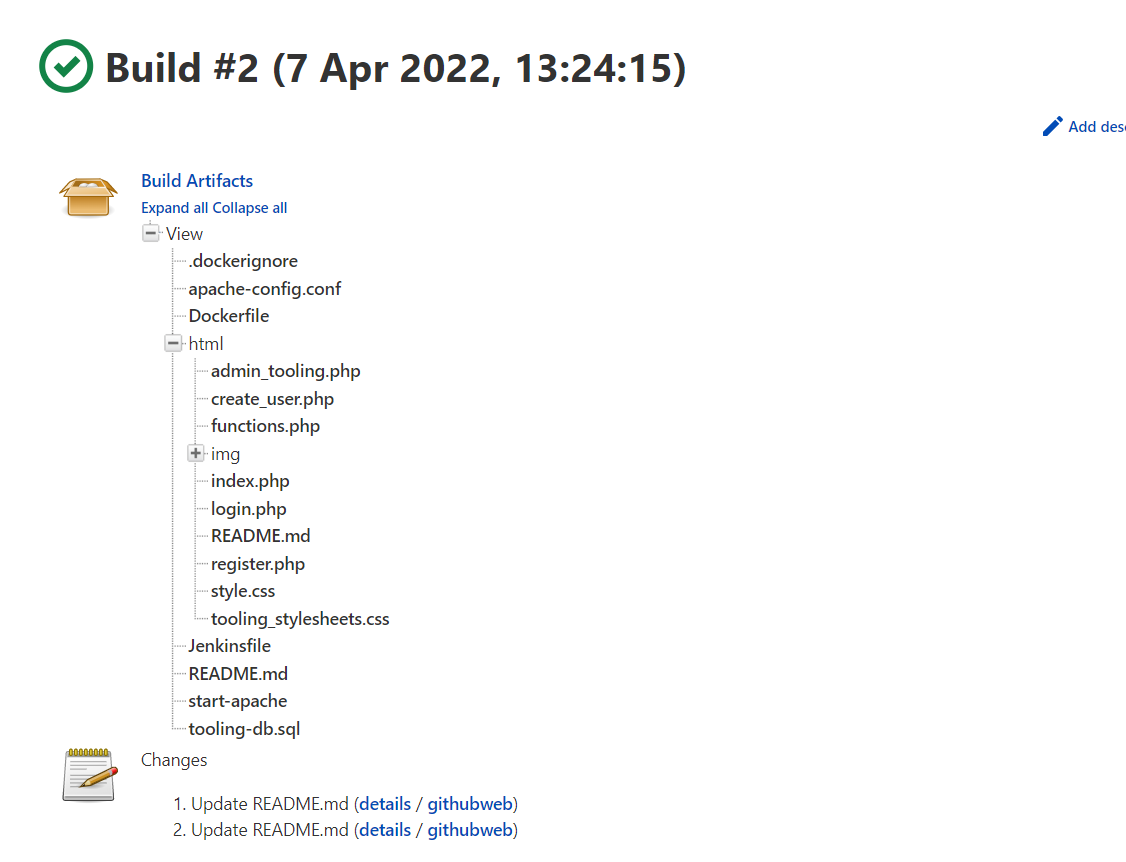 Build #2 (7 Apr 2022, 13:24:15)
Add
Build Artifacts
Expand all Collapse all
View
.dockerignore
apache-config.conf
Dockerfile
html
admin_tooling.php
create_user.php
functions.php
img
index.php
login.php
README.md
register.php
style.css
tooling_stylesheets.css
Jenkinsfile
README.md
start-apache
tooling-db.sql
Changes
1. Update README.md (details / githubweb)
2. Update README.md (details / githubweb)